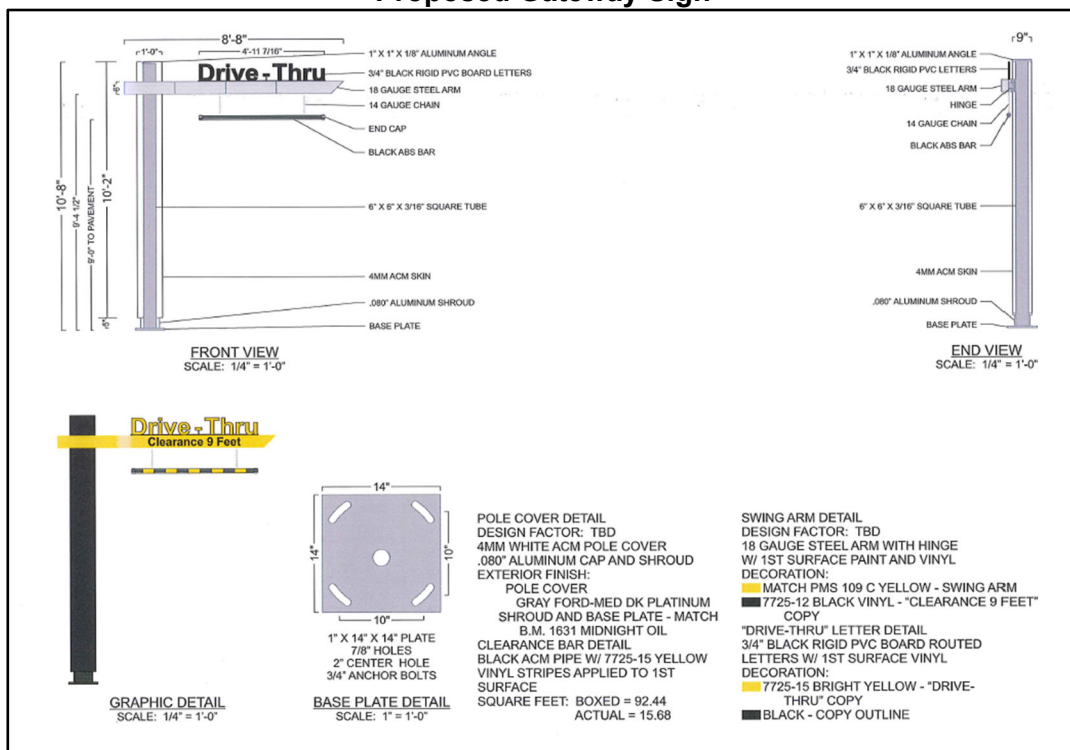 Proposed Gateway Sign
8'-8"
1'-0"
4'-11 7/16"
Drive-Thru
6"
10'-8"
9'-4 1/2"
9'-0" TO PAVEMENT
10'-2"
6"
1" X 1" X 1/8" ALUMINUM ANGLE
3/4" BLACK RIGID PVC BOARD LETTERS
18 GAUGE STEEL ARM
14 GAUGE CHAIN
END CAP
BLACK ABS BAR
6" X 6" X 3/16" SQUARE TUBE
4MM ACM SKIN
.080" ALUMINUM SHROUD
BASE PLATE
FRONT VIEW
SCALE: 1/4" = 1'-0"
9"
1" X 1" X 1/8" ALUMINUM ANGLE
3/4" BLACK RIGID PVC LETTERS
18 GAUGE STEEL ARM
HINGE
14 GAUGE CHAIN
BLACK ABS BAR
6" X 6" X 3/16" SQUARE TUBE
4MM ACM SKIN
.080" ALUMINUM SHROUD
BASE PLATE
END VIEW
SCALE: 1/4" = 1'-0"
Drive-Thru
Clearance 9 Feet
GRAPHIC DETAIL
SCALE: 1/4" = 1'-0"
14"
14"
10"
10"
1" X 14" X 14" PLATE
7/8" HOLES
2" CENTER HOLE
3/4" ANCHOR BOLTS
BASE PLATE DETAIL
SCALE: 1" = 1'-0"
POLE COVER DETAIL
DESIGN FACTOR: TBD
4MM WHITE ACM POLE COVER
.080" ALUMINUM CAP AND SHROUD
EXTERIOR FINISH:
POLE COVER
GRAY FORD-MED DK PLATINUM
SHROUD AND BASE PLATE - MATCH
B.M. 1631 MIDNIGHT OIL
CLEARANCE BAR DETAIL
BLACK ACM PIPE W/ 7725-15 YELLOW
VINYL STRIPES APPLIED TO 1ST
SURFACE
SQUARE FEET: BOXED = 92.44
ACTUAL = 15.68
SWING ARM DETAIL
DESIGN FACTOR: TBD
18 GAUGE STEEL ARM WITH HINGE
W/ 1ST SURFACE PAINT AND VINYL
DECORATION:
MATCH PMS 109 C YELLOW - SWING ARM
7725-12 BLACK VINYL - "CLEARANCE 9 FEET"
COPY
"DRIVE-THRU" LETTER DETAIL
3/4" BLACK RIGID PVC BOARD ROUTED
LETTERS W/ 1ST SURFACE VINYL
DECORATION:
7725-15 BRIGHT YELLOW - "DRIVE-
THRU" COPY
BLACK - COPY OUTLINE